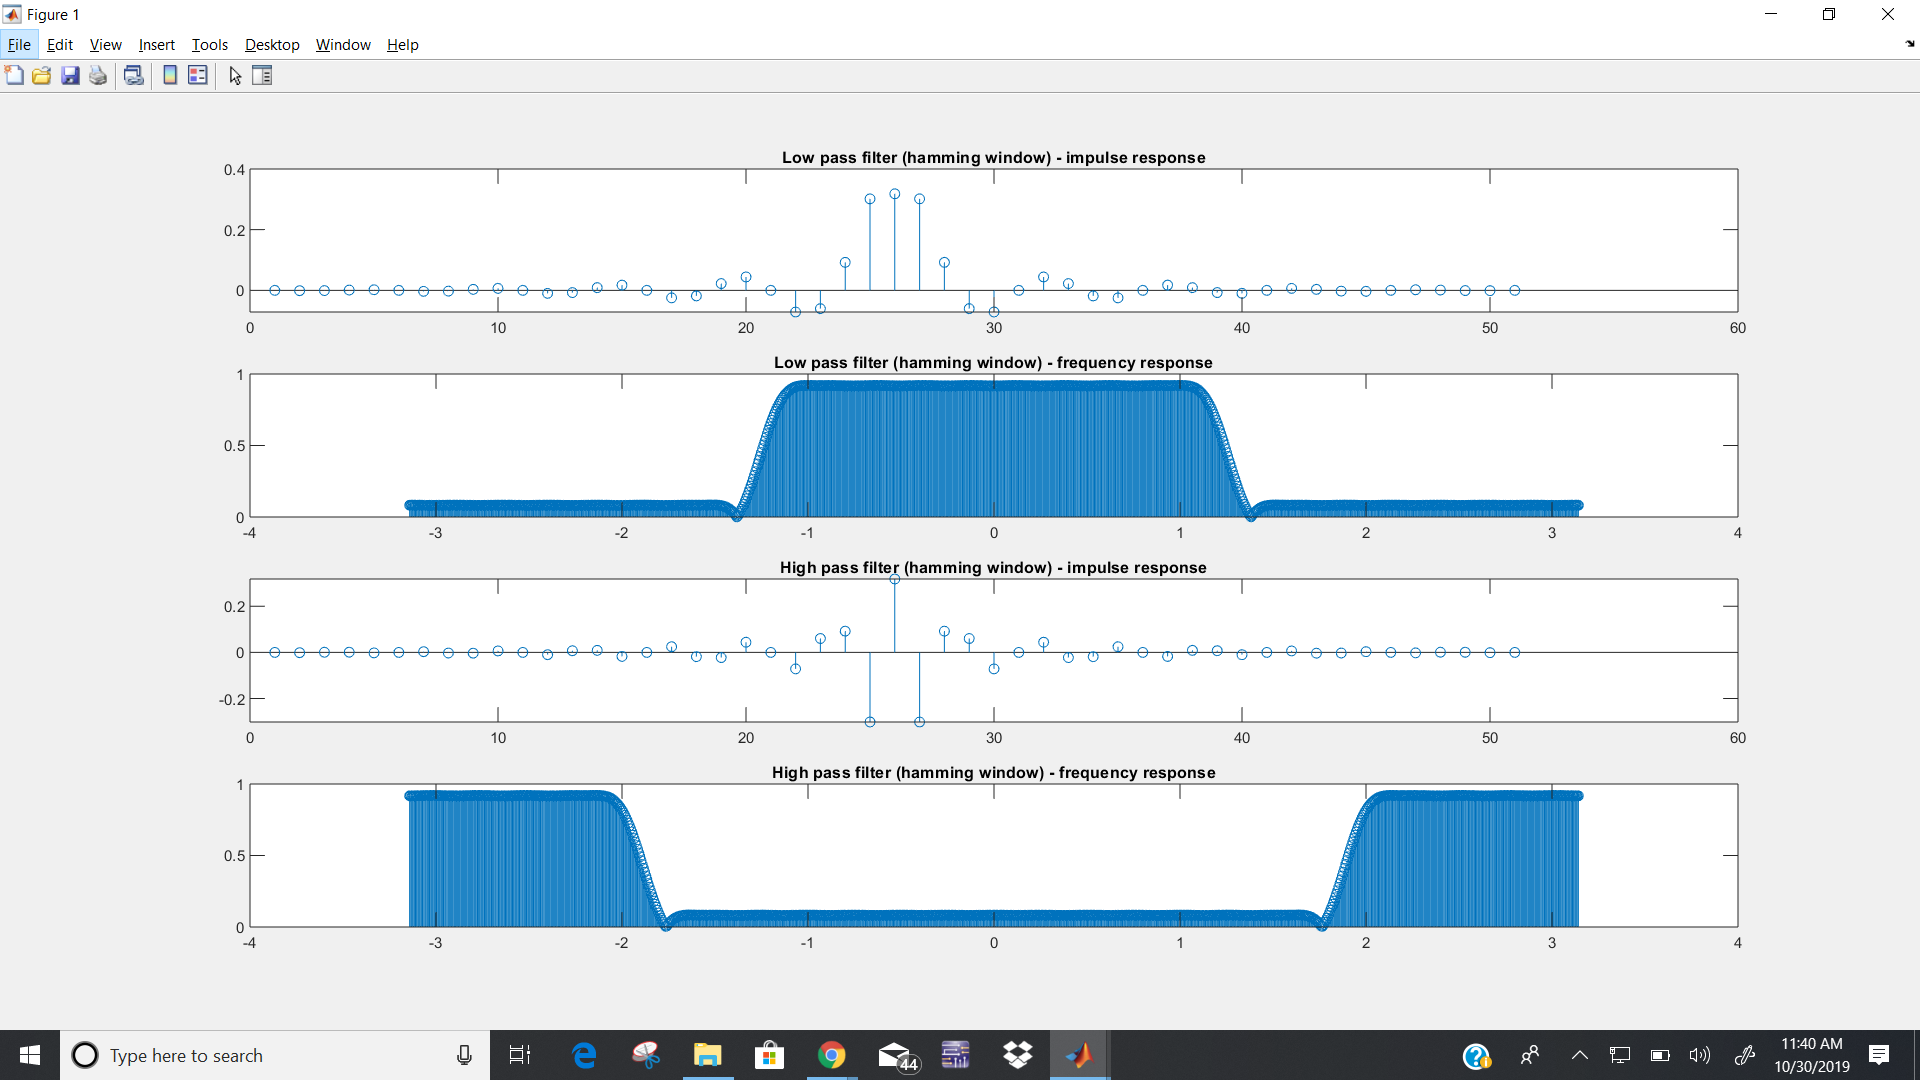 Figure 1
File Edit View Insert Tools Desktop Window Help
Low pass filter (hamming window) - impulse response
0.4
0.2
0
0 10 20 30 40 50 60
Low pass filter (hamming window) - frequency response
1
0.5
0
-4 -3 -2 -1 0 1 2 3 4
High pass filter (hamming window) - impulse response
0.2
0
-0.2
0 10 20 30 40 50 60
High pass filter (hamming window) - frequency response
1
0.5
0
-4 -3 -2 -1 0 1 2 3 4
Type here to search
44
11:40 AM
10/30/2019